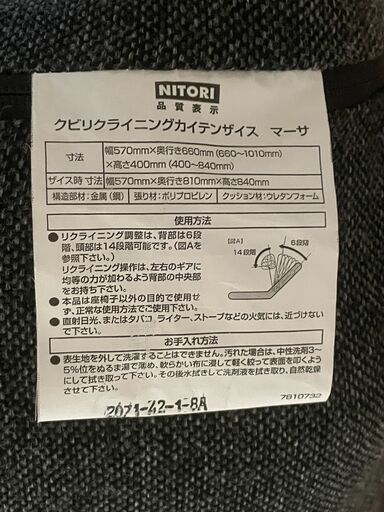 NITORI
品質表示
クビリクライニングカイテンザイス マーサ
寸法
幅570mm×奥行き660mm (660~1010mm)
×高さ400mm (400~840mm)
ザイス時 寸法
幅570mm×奥行き810mm×高さ840mm
構造部材:金属(鋼)
張り材:ポリプロピレン
クッション材:ウレタンフォーム
使用方法
●リクライニング調整は、背部は6段
階、頭部は14段階可能です。(図Aを
参照下さい。)
リクライニング操作は、左右のギアに
均等の力が加わるよう背部の中央部
をお持ち下さい。
【図A】
14段階
6段階
●本品は座椅子以外の目的で使用せ
ず、正常な使用方法でご使用下さい。
●直射日光、またはタバコ、ライター、ストーブなどの火気には、近づけない
で下さい。
お手入れ方法
●表生地を外して洗濯することはできません。汚れた場合は、中性洗剤3~
5%位をぬるま湯で薄め、軟らかい布に浸して軽く絞って表面を叩くよう
にして拭き取って下さい。その後水拭きして洗剤液を拭き取り、自然乾燥
させて下さい。
2071-42-1-8A
7810732